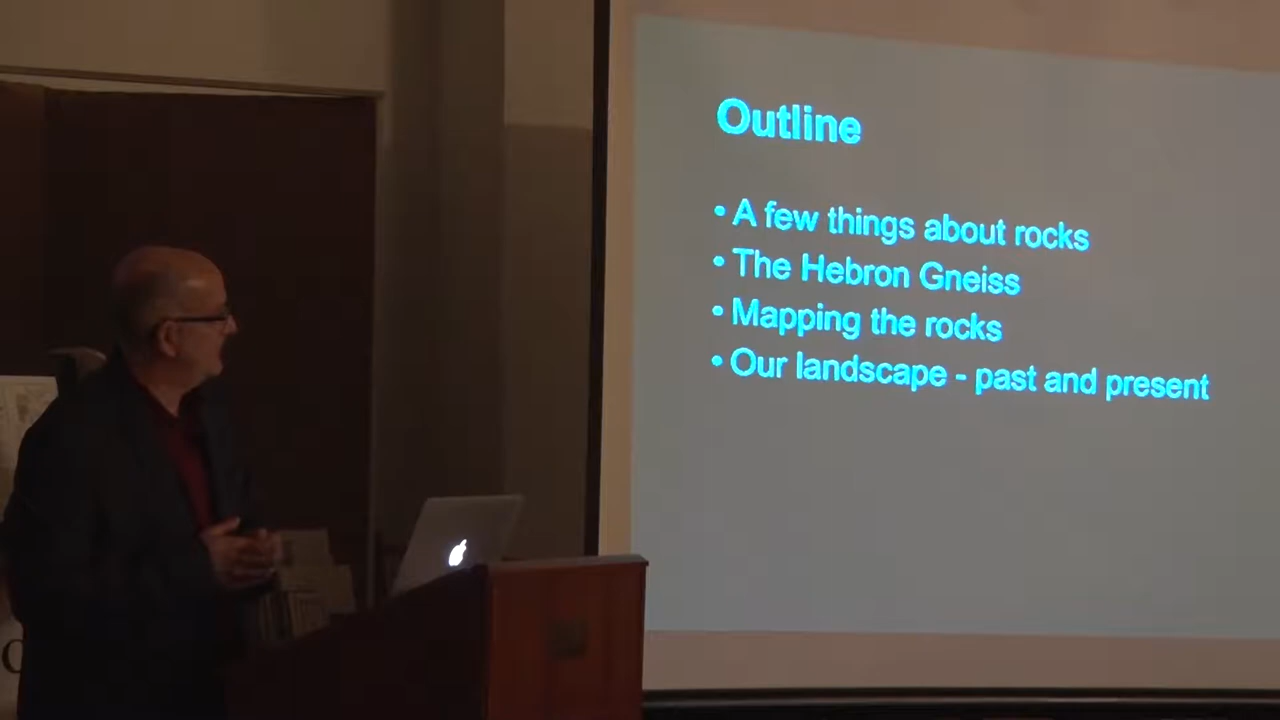 Outline
• A few things about rocks
• The Hebron Gneiss
• Mapping the rocks
• Our landscape - past and present